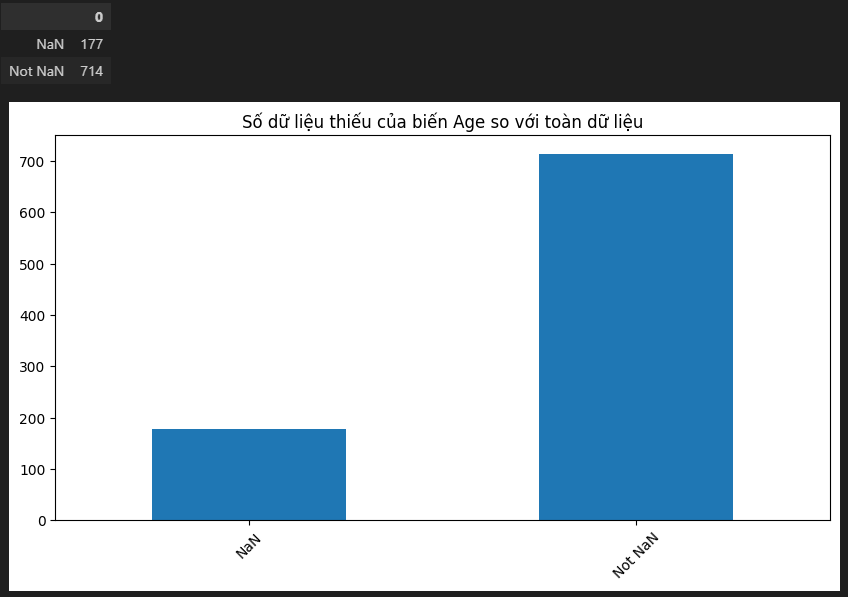 0
NaN 177
Not NaN 714
Số dữ liệu thiếu của biến Age so với toàn dữ liệu
700
600
500
400
300
200
100
0
NaN
Not NaN